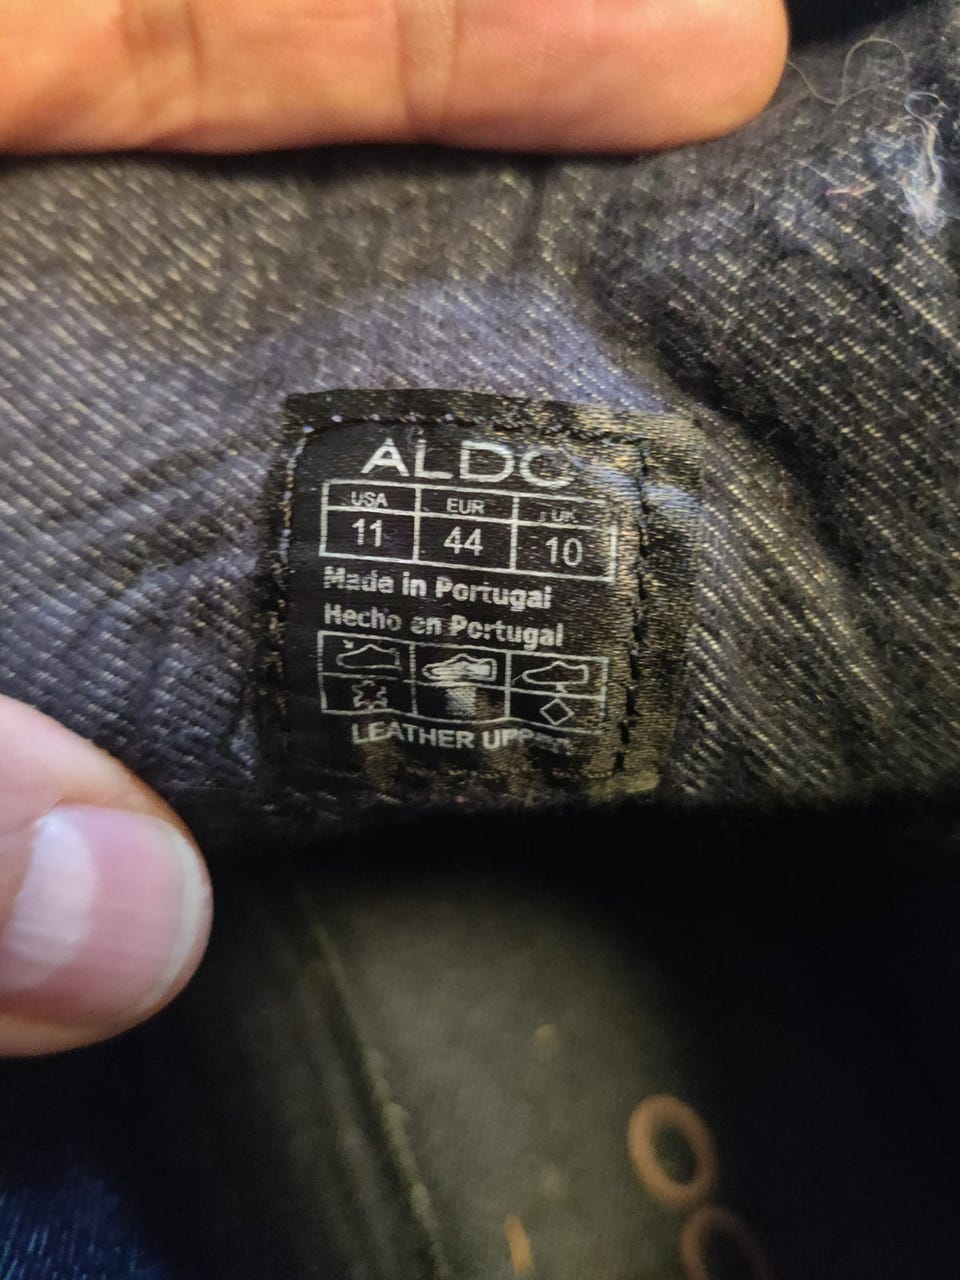 ALDO
USA EUR UK
11 44 10
Made in Portugal
Hecho en Portugal
LEATHER UPPER